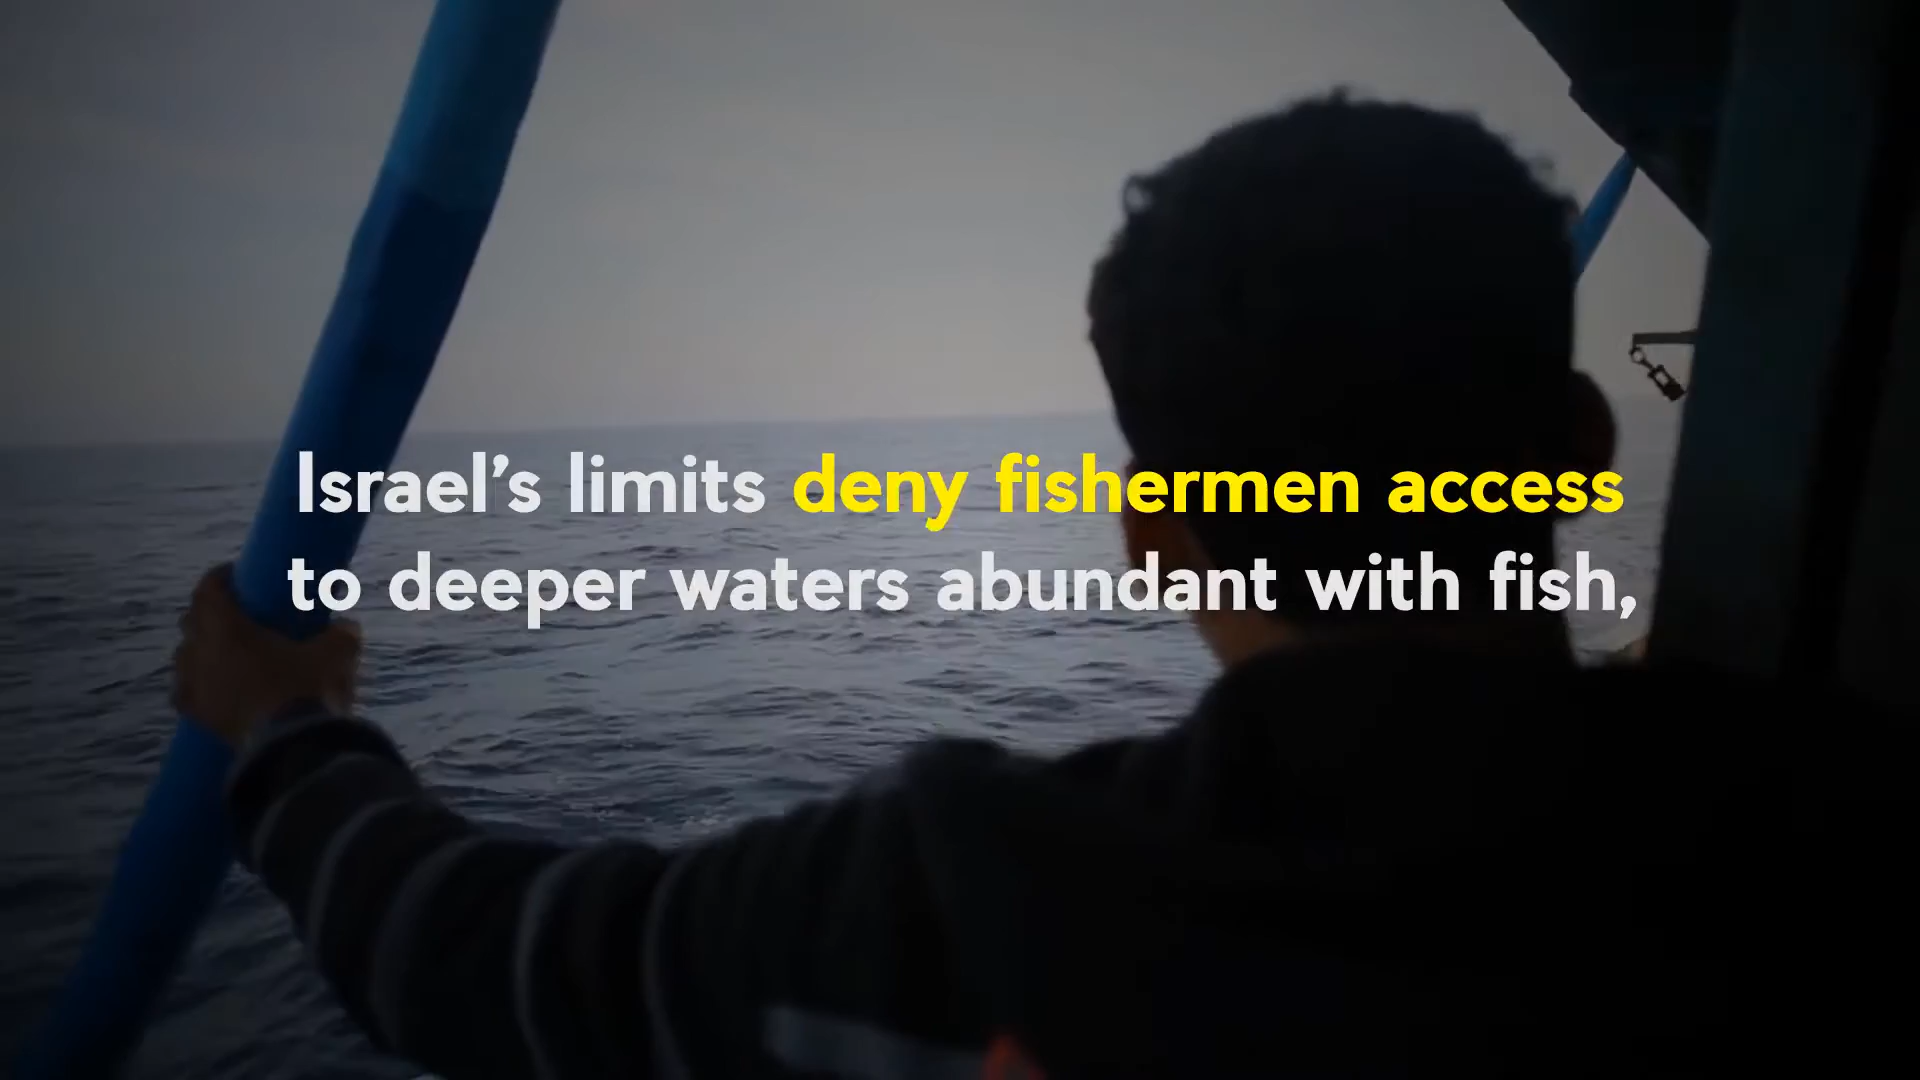 Israel’s limits deny fishermen access
to deeper waters abundant with fish,